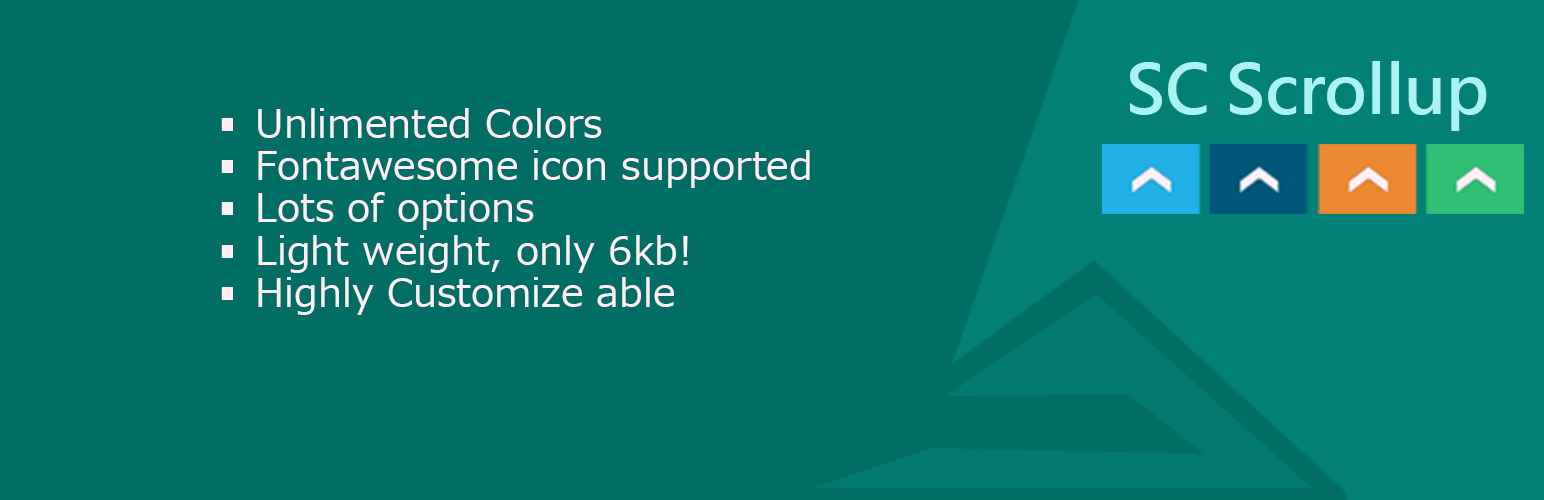 SC Scrollup
Unlimented Colors
Fontawesome icon supported
Lots of options
Light weight, only 6kb!
Highly Customize able